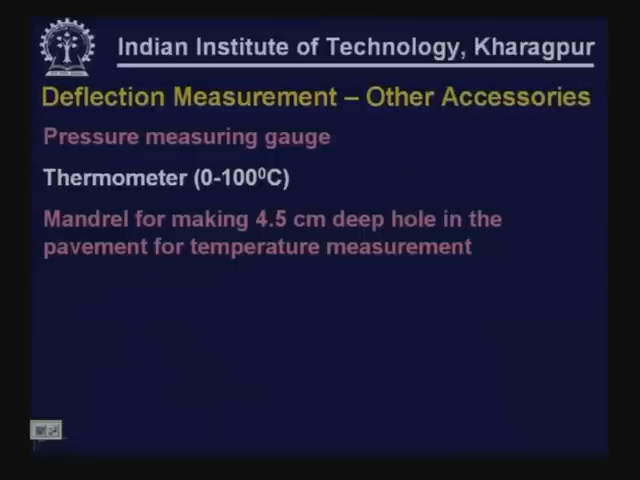 Indian Institute of Technology, Kharagpur
Deflection Measurement – Other Accessories
Pressure measuring gauge
Thermometer (0-100⁰C)
Mandrel for making 4.5 cm deep hole in the
pavement for temperature measurement